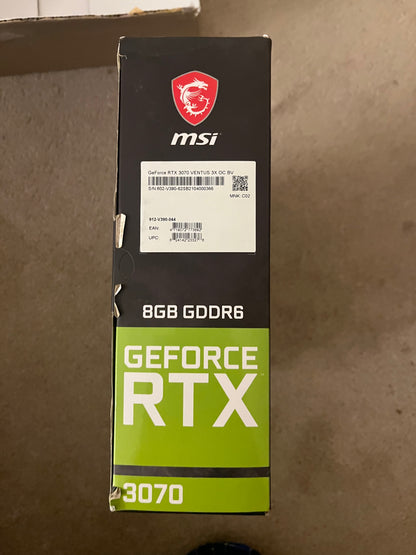 msi
GeForce RTX 3070 VENTUS 3X OC BV
S/N:602-V390-62SB2104000366
MNK: C02
912-V390-044
EAN:
UPC:
8GB GDDR6
GEFORCE
RTX
3070